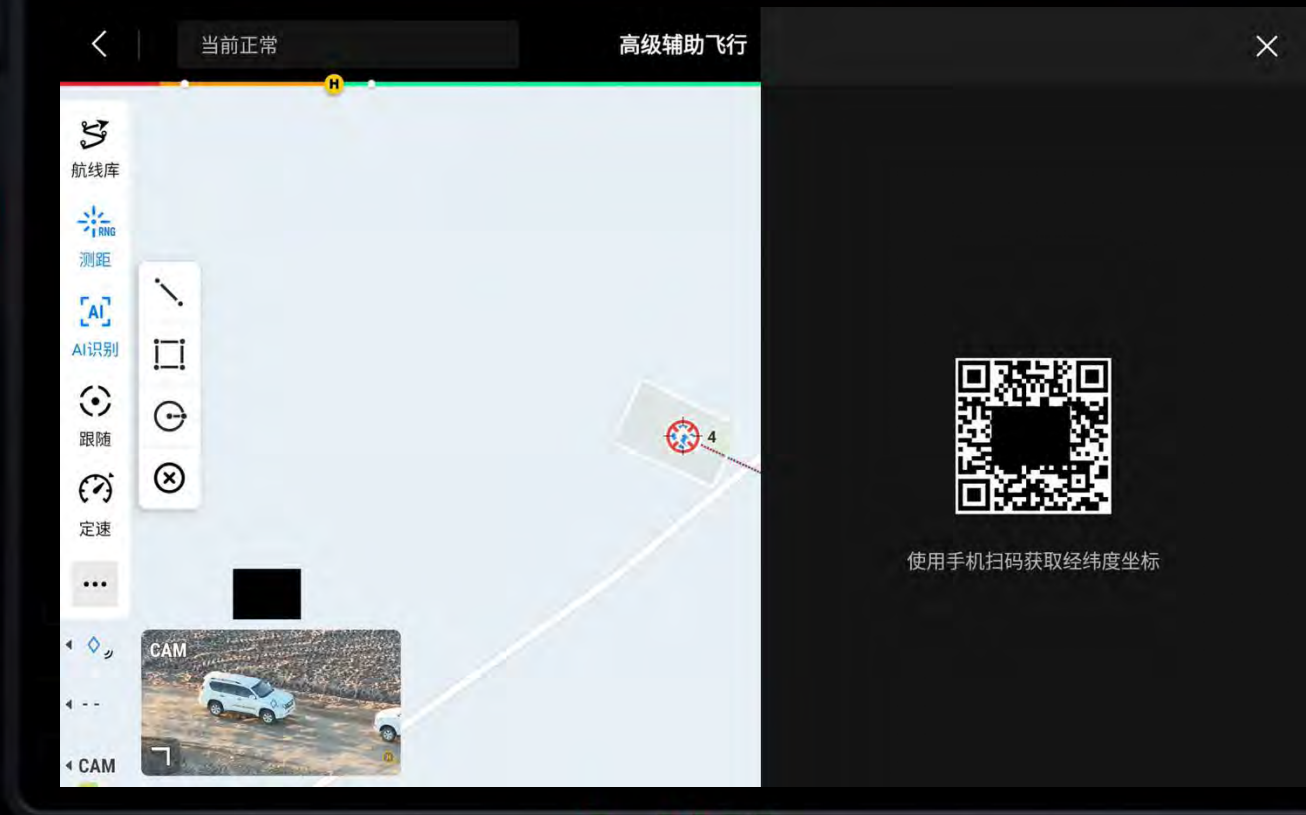 当前正常
高级辅助飞行
H
航线库
RNG
测距
AI
AI识别
跟随
定速
4
CAM
H
- -
CAM
使用手机扫码获取经纬度坐标